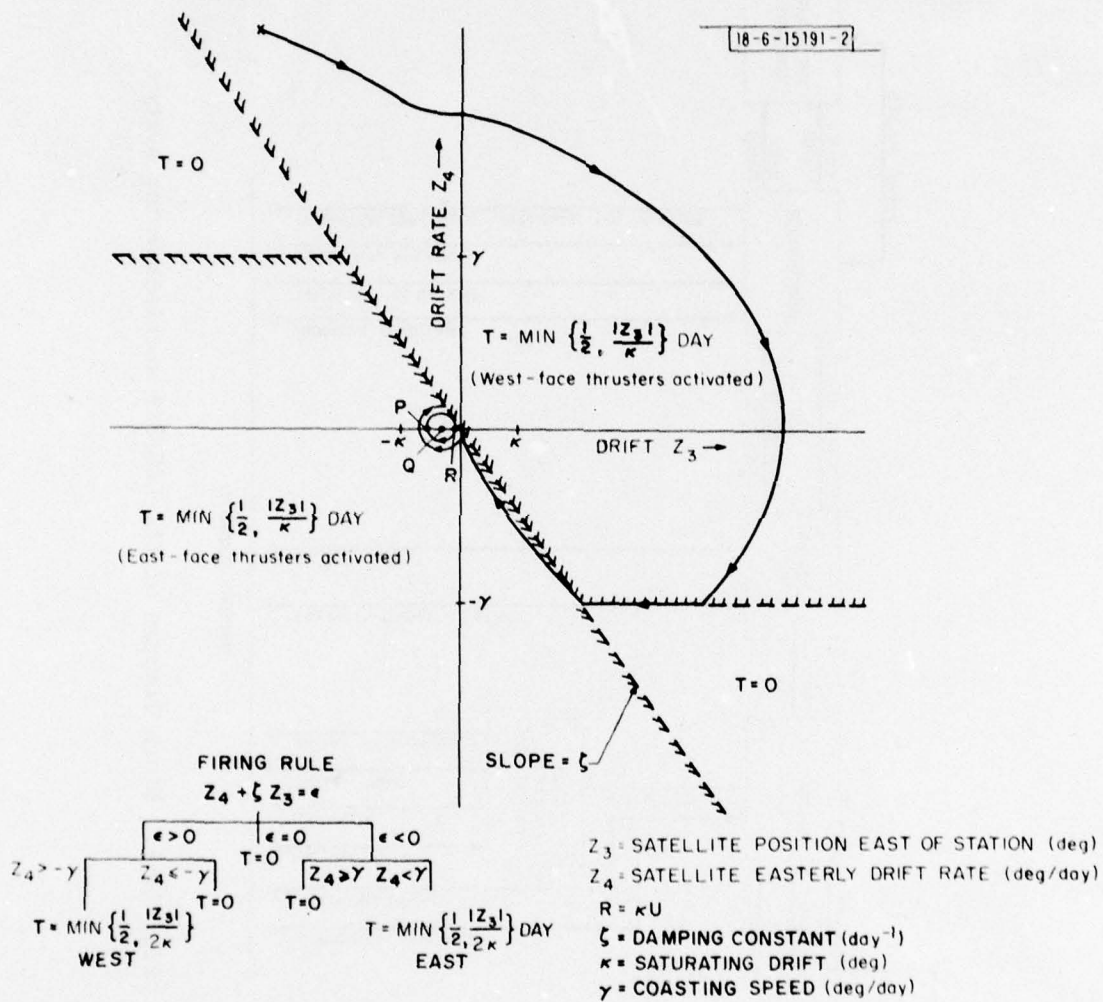 18-6-15191-2
T = 0
DRIFT RATE Z₄ →
γ
T = MIN {1/2, |Z₃|/κ} DAY
(West-face thrusters activated)
P
-κ
κ
Q
R
DRIFT Z₃ →
T = MIN {1/2, |Z₃|/κ} DAY
(East-face thrusters activated)
-γ
T = 0
SLOPE = ζ
FIRING RULE
Z₄ + ζ Z₃ = ϵ
ϵ > 0
ϵ = 0
ϵ < 0
T = 0
Z₄ > -γ
Z₄ ≤ -γ
Z₄ ≥ γ
Z₄ < γ
T = 0
T = 0
T = MIN {1/2, |Z₃|/2κ}
WEST
T = MIN {1/2, |Z₃|/2κ} DAY
EAST
Z₃ = SATELLITE POSITION EAST OF STATION (deg)
Z₄ = SATELLITE EASTERLY DRIFT RATE (deg/day)
R = κU
ζ = DAMPING CONSTANT (day⁻¹)
κ = SATURATING DRIFT (deg)
γ = COASTING SPEED (deg/day)